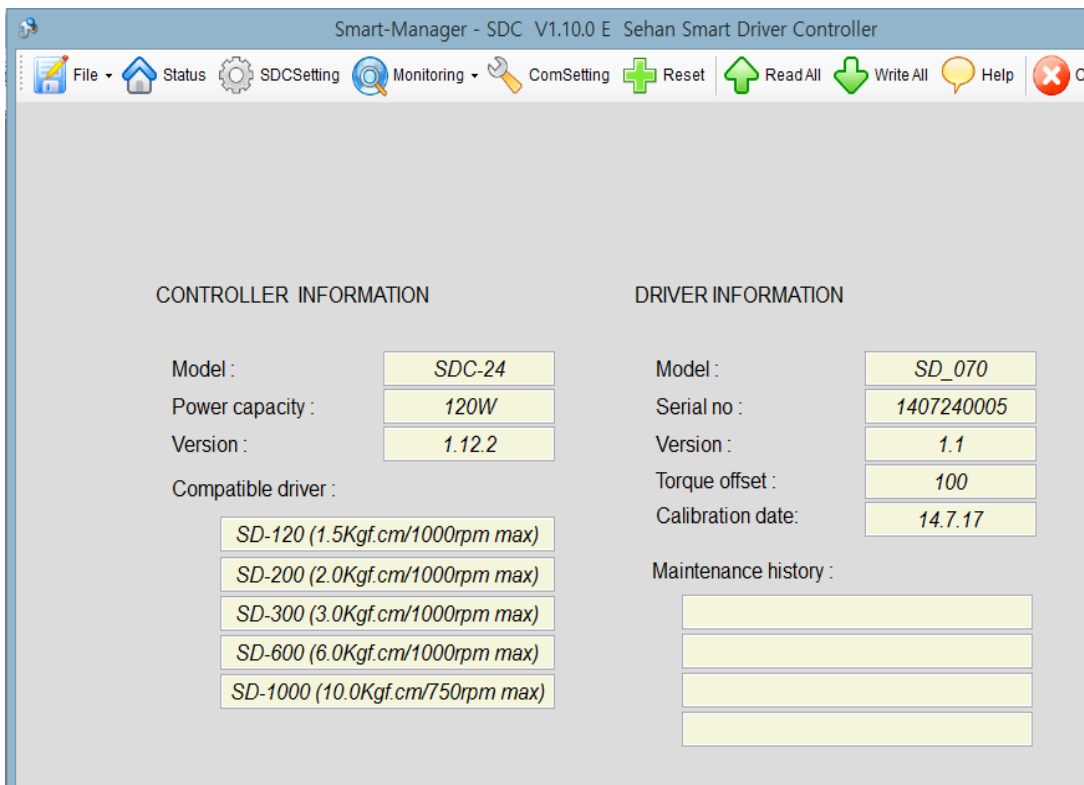 Smart-Manager - SDC V1.10.0 E Sehan Smart Driver Controller
File Status SDCSetting Monitoring ComSetting Reset Read All Write All Help
CONTROLLER INFORMATION
Model :
SDC-24
Power capacity :
120W
Version :
1.12.2
Compatible driver :
SD-120 (1.5Kgf.cm/1000rpm max)
SD-200 (2.0Kgf.cm/1000rpm max)
SD-300 (3.0Kgf.cm/1000rpm max)
SD-600 (6.0Kgf.cm/1000rpm max)
SD-1000 (10.0Kgf.cm/750rpm max)
DRIVER INFORMATION
Model :
SD_070
Serial no :
1407240005
Version :
1.1
Torque offset :
100
Calibration date:
14.7.17
Maintenance history :